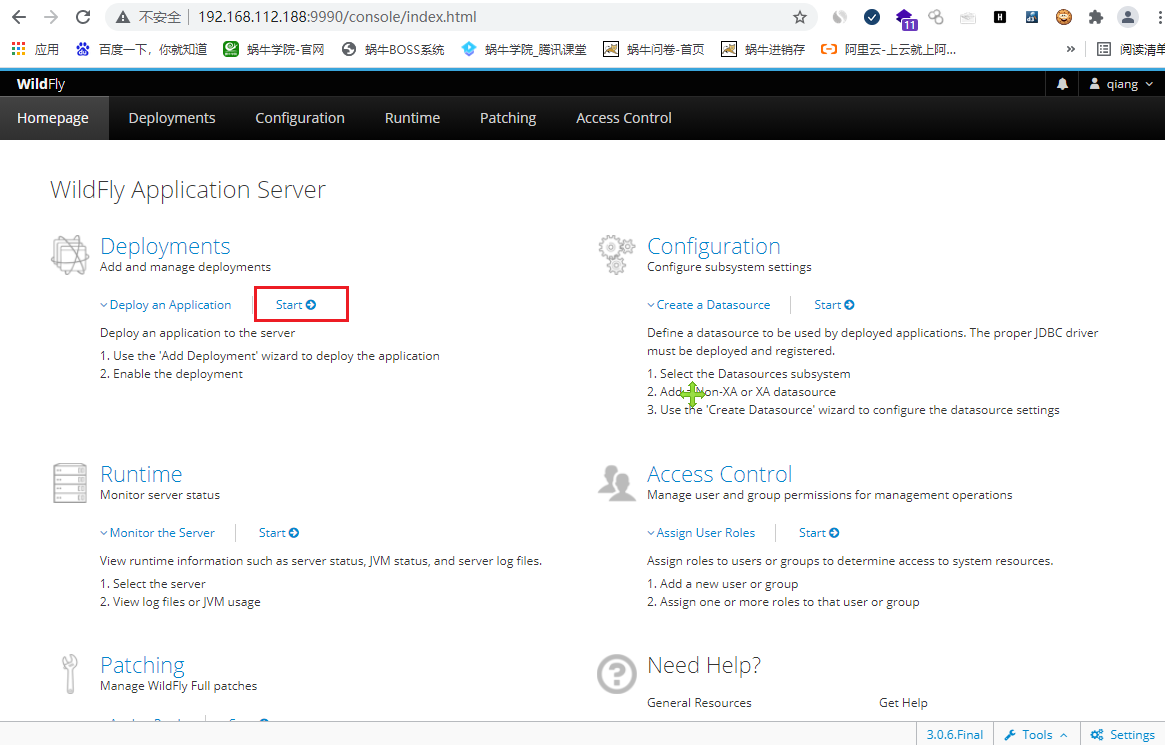 不安全 | 192.168.112.188:9990/console/index.html
11
应用 百度一下，你就知道 蜗牛学院-官网 蜗牛BOSS系统 蜗牛学院_腾讯课堂 蜗牛问卷-首页 蜗牛进销存 阿里云-上云就上阿... » 阅读清单
WildFly
qiang
Homepage Deployments Configuration Runtime Patching Access Control
WildFly Application Server
Deployments
Add and manage deployments
Deploy an Application Start
Deploy an application to the server
1. Use the 'Add Deployment' wizard to deploy the application
2. Enable the deployment
Configuration
Configure subsystem settings
Create a Datasource Start
Define a datasource to be used by deployed applications. The proper JDBC driver
must be deployed and registered.
1. Select the Datasources subsystem
2. Add Non-XA or XA datasource
3. Use the 'Create Datasource' wizard to configure the datasource settings
Runtime
Monitor server status
Monitor the Server Start
View runtime information such as server status, JVM status, and server log files.
1. Select the server
2. View log files or JVM usage
Access Control
Manage user and group permissions for management operations
Assign User Roles Start
Assign roles to users or groups to determine access to system resources.
1. Add a new user or group
2. Assign one or more roles to that user or group
Patching
Manage WildFly Full patches
Need Help?
General Resources Get Help
3.0.6.Final Tools Settings